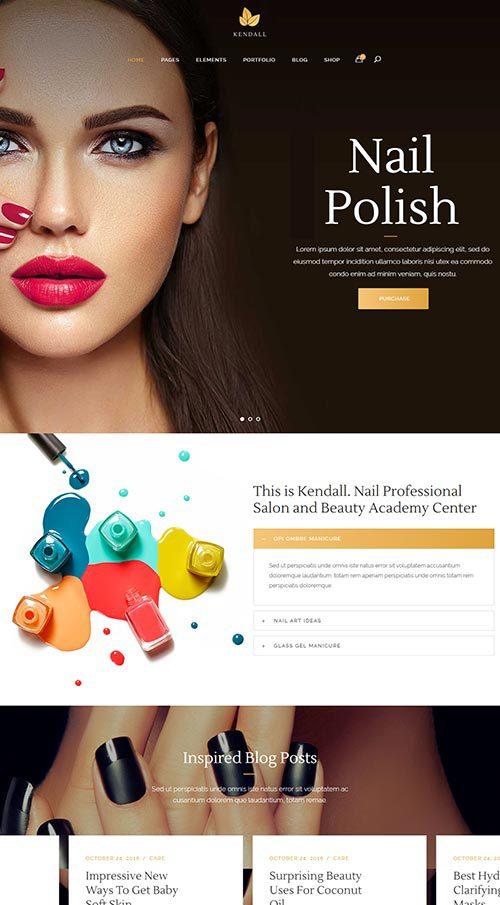 KENDALL
HOME PAGES ELEMENTS PORTFOLIO BLOG SHOP
Nail
Polish
Lorem ipsum dolor sit amet, consectetur adipiscing elit, sed do
eiusmod tempor incidition ullamco laboris nisi utena ea commodo
condo enim ad minim veniam, quis nostu.
PURCHASE
This is Kendall. Nail Professional
Salon and Beauty Academy Center
– OPI OMBRE MANICURE
Sed ut perspiciatis unde omnis iste natus error sit voluptatem accusantium
doloremque laudantium, totam rem aperiam perspiciatis unde omnis totam rem
perspiciatis doloremque.
+ NAIL ART IDEAS
+ GLASS GEL MANICURE
Inspired Blog Posts
Sed ut perspiciatis unde omnis iste natus error sit voluptatem ac
cusantium dolorem que laudantium, totam remae.
OCTOBER 24, 2016 / CARE
Impressive New
Ways To Get Baby
Soft Skin
OCTOBER 24, 2016 / CARE
Surprising Beauty
Uses For Coconut
Oil
OCTOBER 24, 2016
Best Hyd
Clarifying
Masks